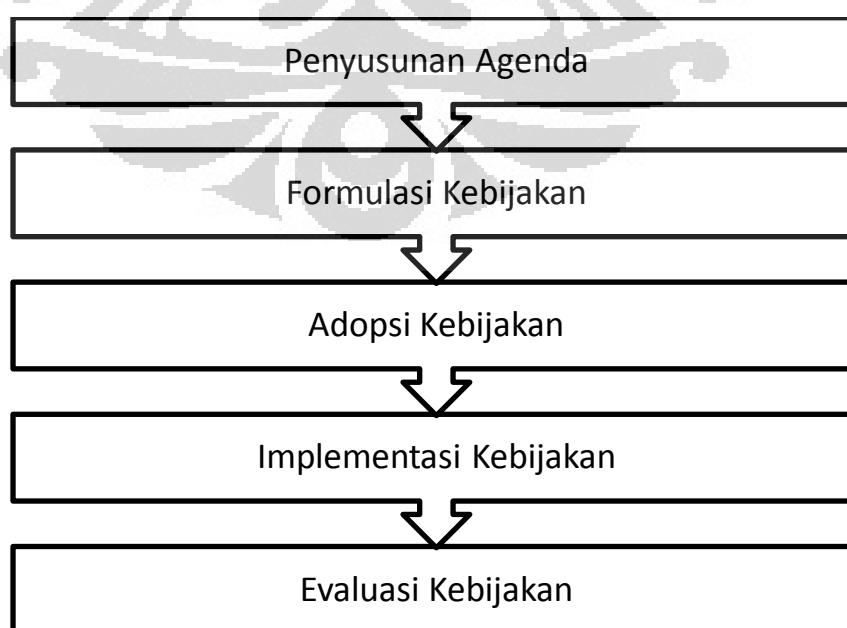 Penyusunan Agenda
Formulasi Kebijakan
Adopsi Kebijakan
Implementasi Kebijakan
Evaluasi Kebijakan